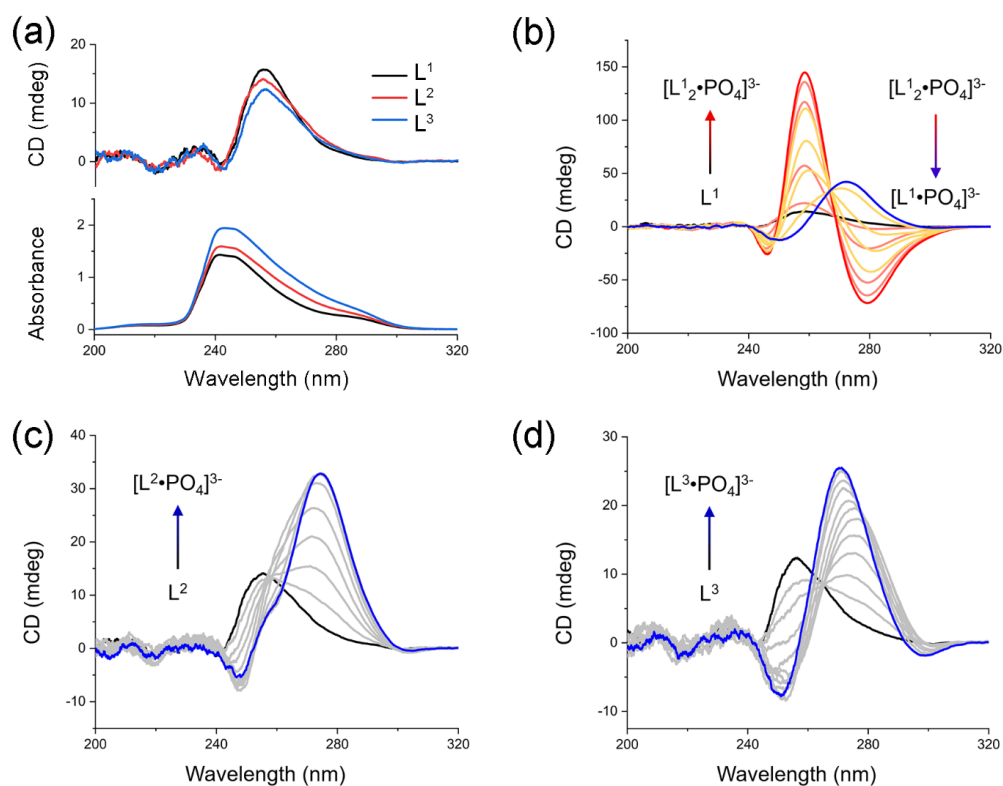 (a)
CD (mdeg)
20
10
0
L¹
L²
L³
Absorbance
2
1
0
200 240 280 320
Wavelength (nm)
(b)
CD (mdeg)
150
100
50
0
-50
-100
[L¹₂•PO₄]³⁻
L¹
[L¹₂•PO₄]³⁻
[L¹•PO₄]³⁻
200 240 280 320
Wavelength (nm)
(c)
CD (mdeg)
40
30
20
10
0
-10
[L²•PO₄]³⁻
L²
200 240 280 320
Wavelength (nm)
(d)
CD (mdeg)
30
20
10
0
-10
[L³•PO₄]³⁻
L³
200 240 280 320
Wavelength (nm)